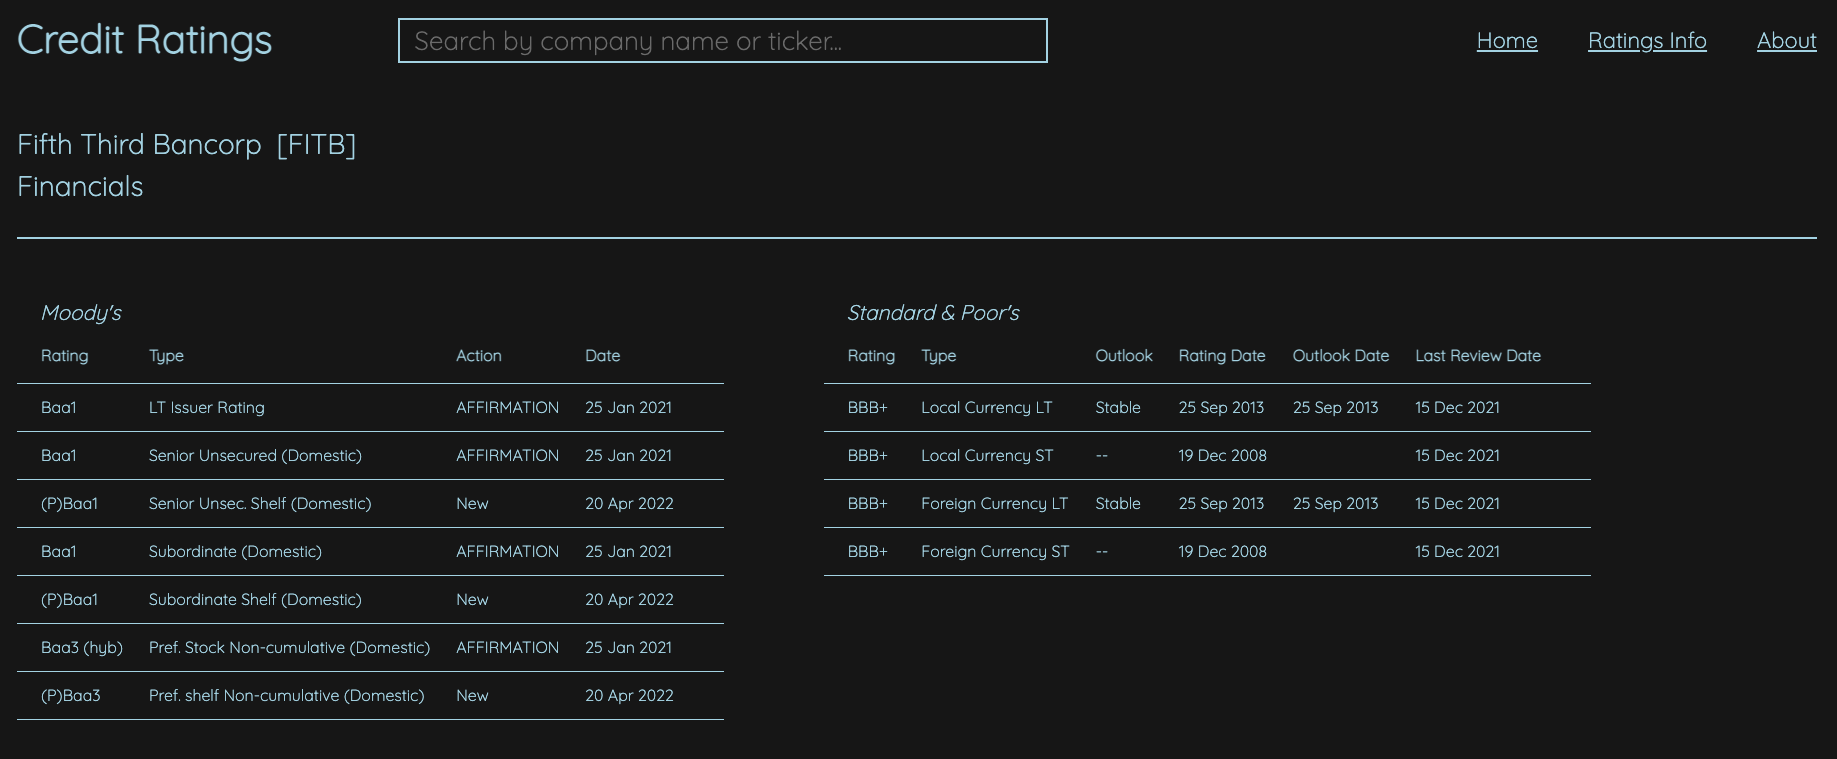 Credit Ratings Search by company name or ticker... Home Ratings Info About
Fifth Third Bancorp [FITB]
Financials
Moody's
Rating Type Action Date
Baa1 LT Issuer Rating AFFIRMATION 25 Jan 2021
Baa1 Senior Unsecured (Domestic) AFFIRMATION 25 Jan 2021
(P)Baa1 Senior Unsec. Shelf (Domestic) New 20 Apr 2022
Baa1 Subordinate (Domestic) AFFIRMATION 25 Jan 2021
(P)Baa1 Subordinate Shelf (Domestic) New 20 Apr 2022
Baa3 (hyb) Pref. Stock Non-cumulative (Domestic) AFFIRMATION 25 Jan 2021
(P)Baa3 Pref. shelf Non-cumulative (Domestic) New 20 Apr 2022
Standard & Poor's
Rating Type Outlook Rating Date Outlook Date Last Review Date
BBB+ Local Currency LT Stable 25 Sep 2013 25 Sep 2013 15 Dec 2021
BBB+ Local Currency ST -- 19 Dec 2008 15 Dec 2021
BBB+ Foreign Currency LT Stable 25 Sep 2013 25 Sep 2013 15 Dec 2021
BBB+ Foreign Currency ST -- 19 Dec 2008 15 Dec 2021